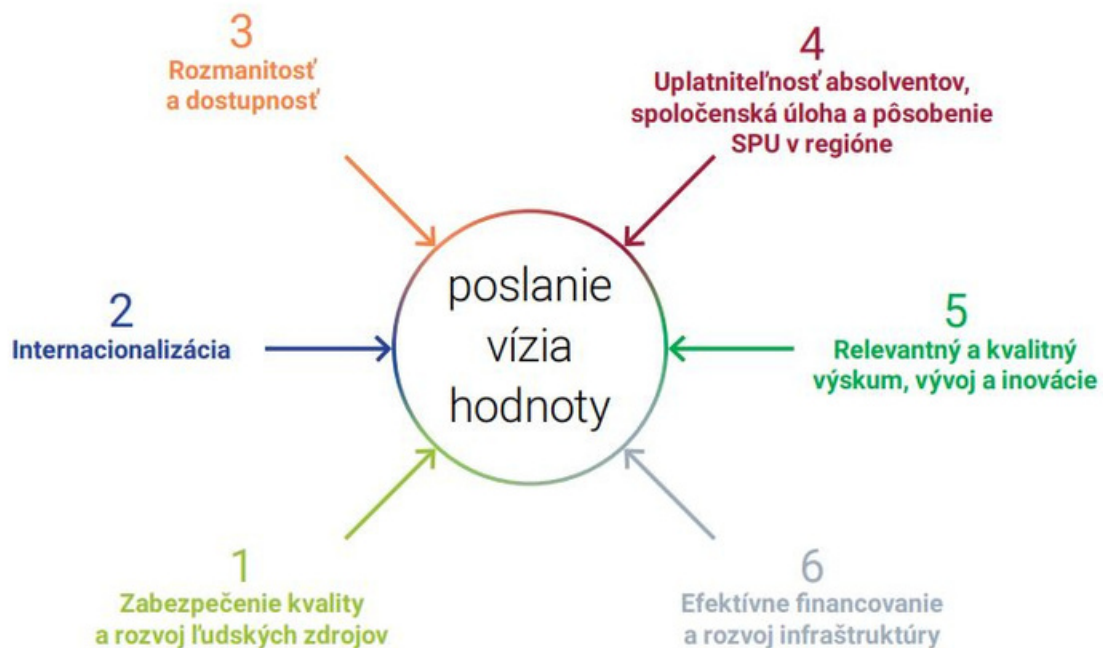 3
Rozmanitosť
a dostupnosť
4
Uplatniteľnosť absolventov,
spoločenská úloha a pôsobenie
SPU v regióne
2
Internacionalizácia
poslanie
vízia
hodnoty
5
Relevantný a kvalitný
výskum, vývoj a inovácie
1
Zabezpečenie kvality
a rozvoj ľudských zdrojov
6
Efektívne financovanie
a rozvoj infraštruktúry